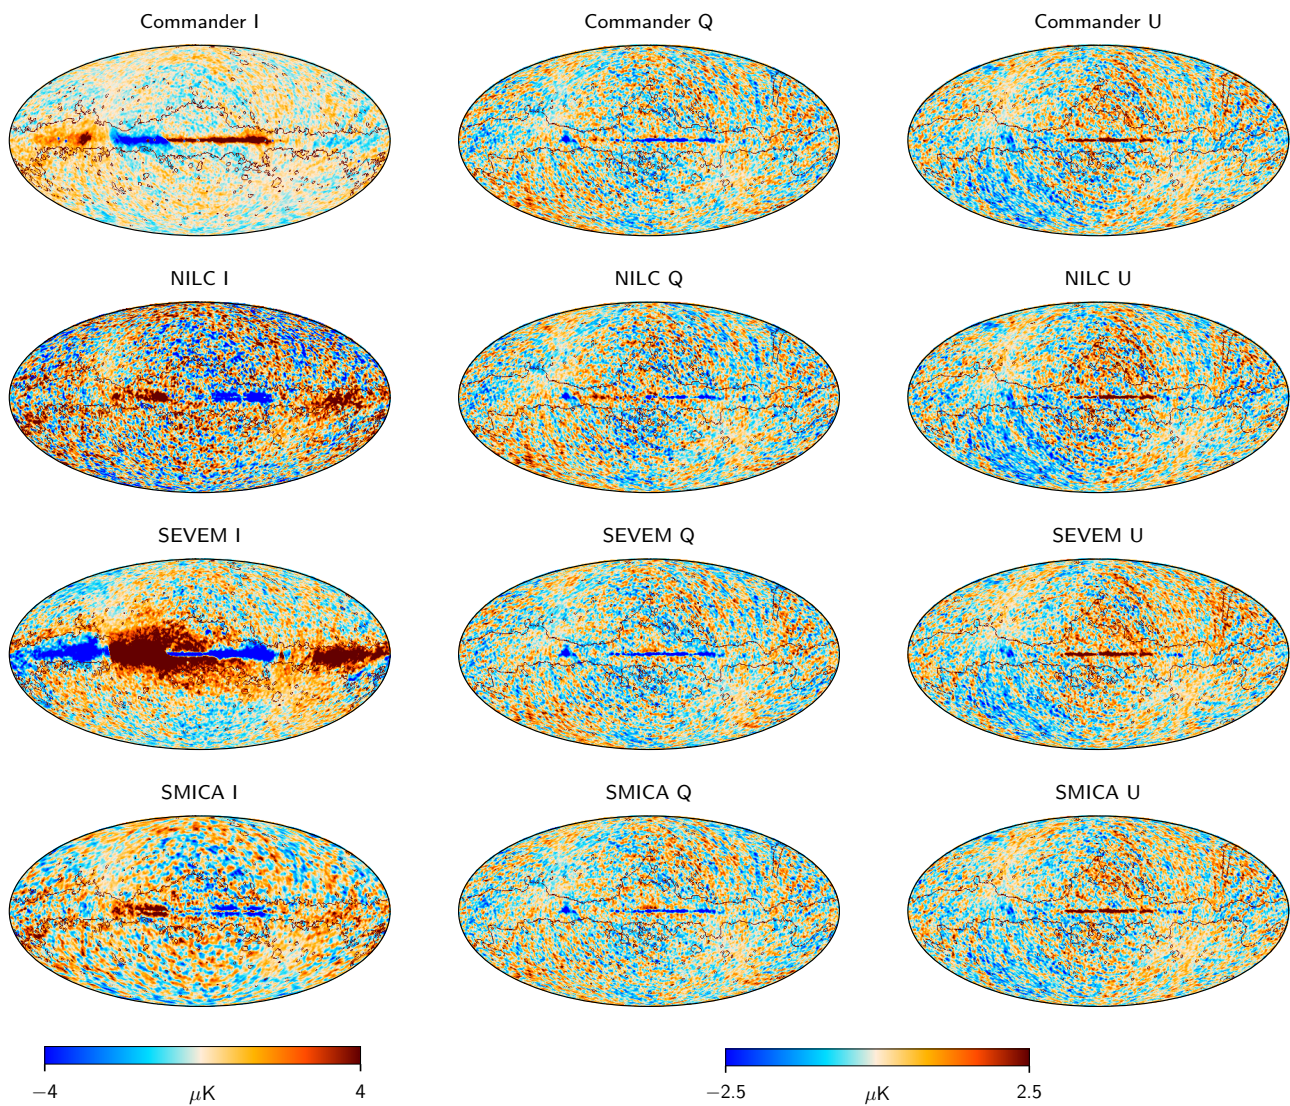 Commander I
Commander Q
Commander U
NILC I
NILC Q
NILC U
SEVEM I
SEVEM Q
SEVEM U
SMICA I
SMICA Q
SMICA U
−4 μK 4
−2.5 μK 2.5